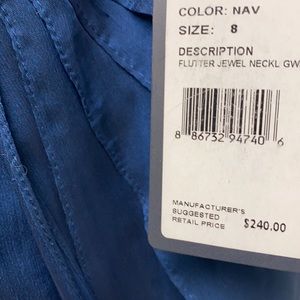 COLOR: NAV
SIZE: 8
DESCRIPTION
FLUTTER JEWEL NECKL GW
8 86732 94740 6
MANUFACTURER'S
SUGGESTED
RETAIL PRICE
$240.00